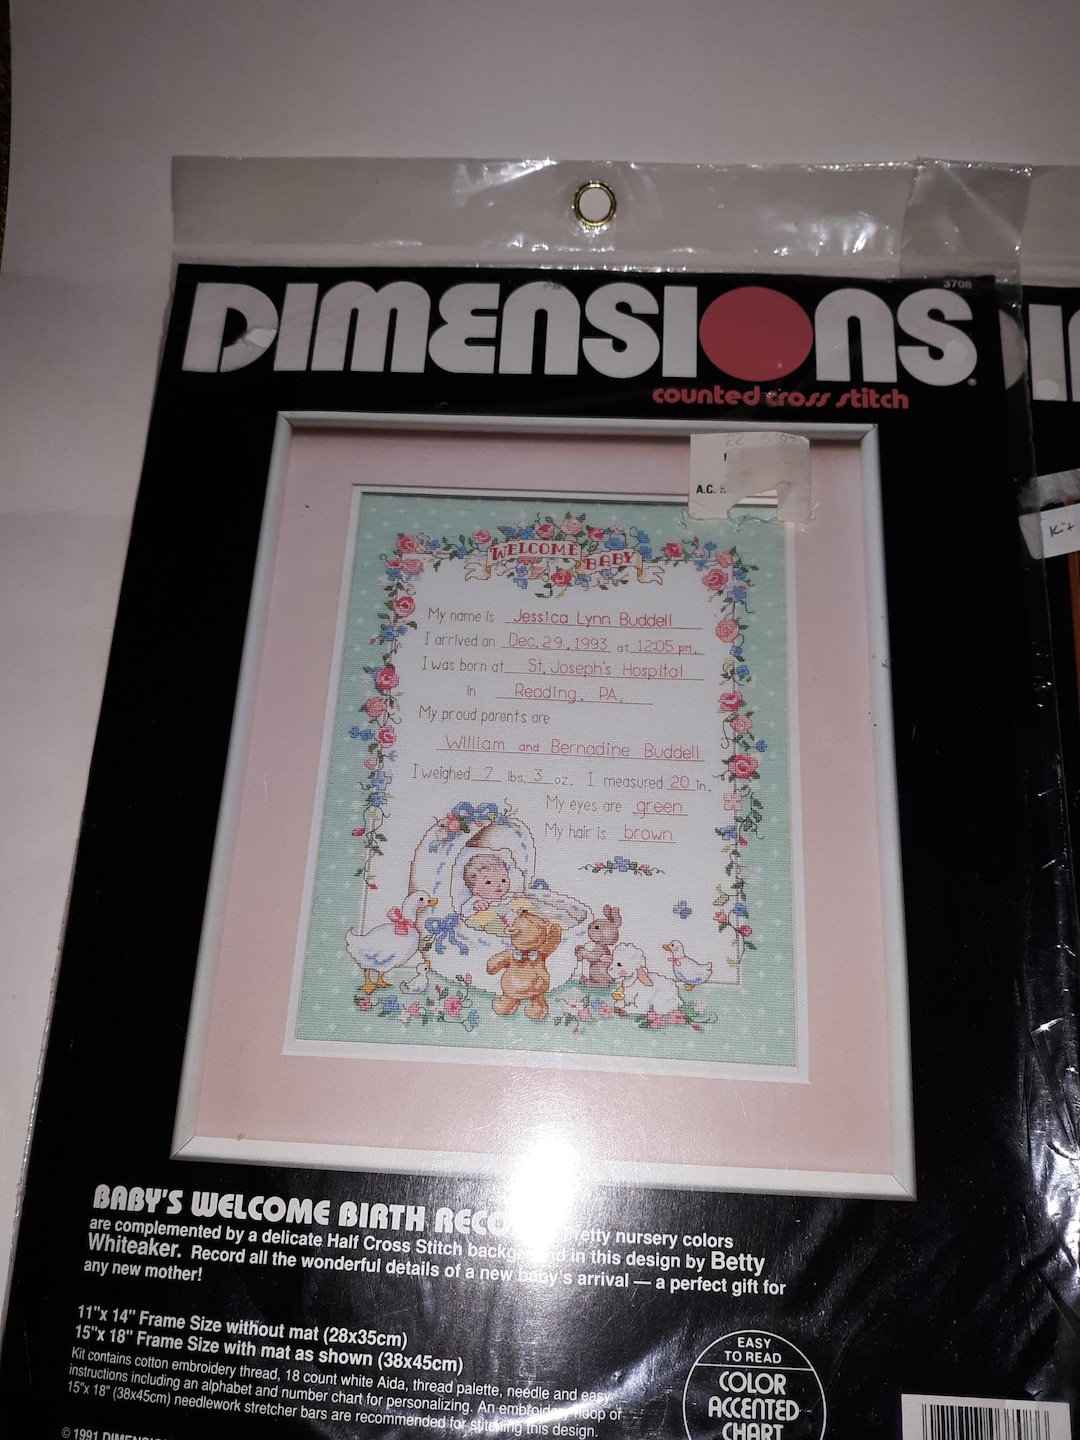 3708
DIMENSIONS
counted cross stitch
A.C.
Kit
WELCOME BABY
My name is Jessica Lynn Buddell
I arrived on Dec. 29, 1993 at 12:05 pm.
I was born at St. Joseph's Hospital
in Reading, PA.
My proud parents are
William and Bernadine Buddell
I weighed 7 lbs. 3 oz. I measured 20 in.
My eyes are green
My hair is brown
BABY'S WELCOME BIRTH pretty nursery colors
are complemented by a delicate Half Cross Stitch background in this design by Betty
Whiteaker. Record all the wonderful details of a new baby's arrival — a perfect gift for
any new mother!
11"x 14" Frame Size without mat (28x35cm)
15"x 18" Frame Size with mat as shown (38x45cm)
Kit contains cotton embroidery thread, 18 count white Aida, thread palette, needle and easy
instructions including an alphabet and number chart for personalizing. An embroidery hoop or
15"x 18" (38x45cm) needlework stretcher bars are recommended for stitching this design.
© 1991
EASY
TO READ
COLOR
ACCENTED
CHART